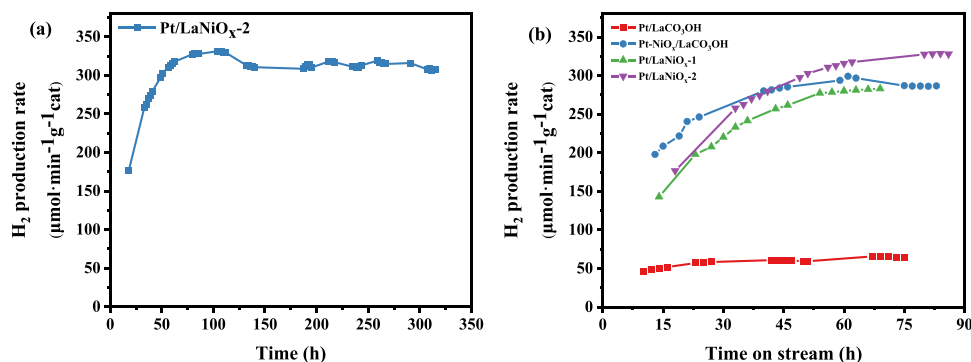 (a)
Pt/LaNiOx-2
H2 production rate
(μmol·min-1g-1cat)
350
325
300
250
200
150
100
50
0
0
50
100
150
200
250
300
350
Time (h)
(b)
Pt/LaCO3OH
Pt-NiOx/LaCO3OH
Pt/LaNiOx-1
Pt/LaNiOx-2
H2 production rate
(μmol·min-1g-1cat)
350
300
250
200
150
100
50
0
0
15
30
45
60
75
90
Time on stream (h)